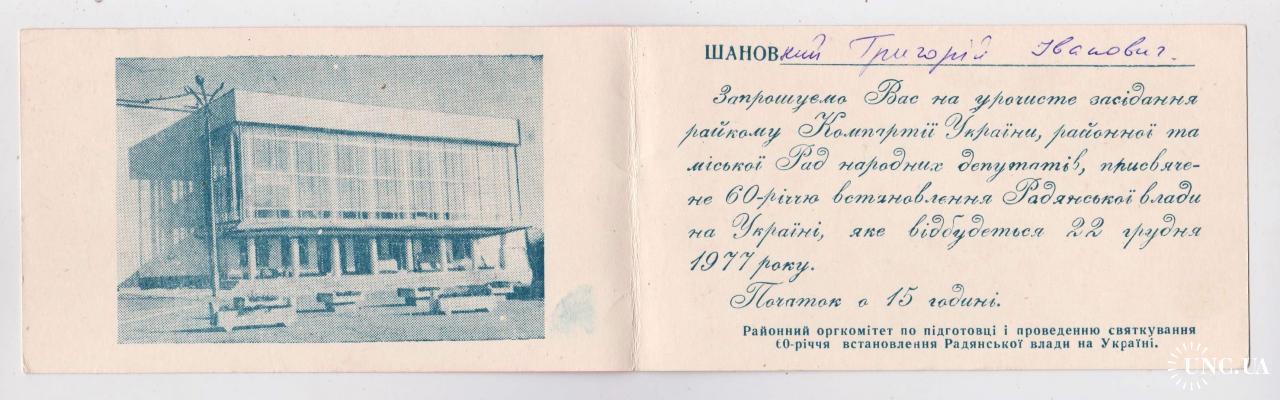 ШАНОВний Григорій Іванович.
Запрошуємо Вас на урочисте засідання
райкому Компартії України, районної та
міської Рад народних депутатів, присвяче-
не 60-річчю встановлення Радянської влади
на Україні, яке відбудеться 22 грудня
1977 року.
Початок о 15 годині.
Районний оргкомітет по підготовці і проведенню святкування
60-річчя встановлення Радянської влади на Україні.
UNC.UA